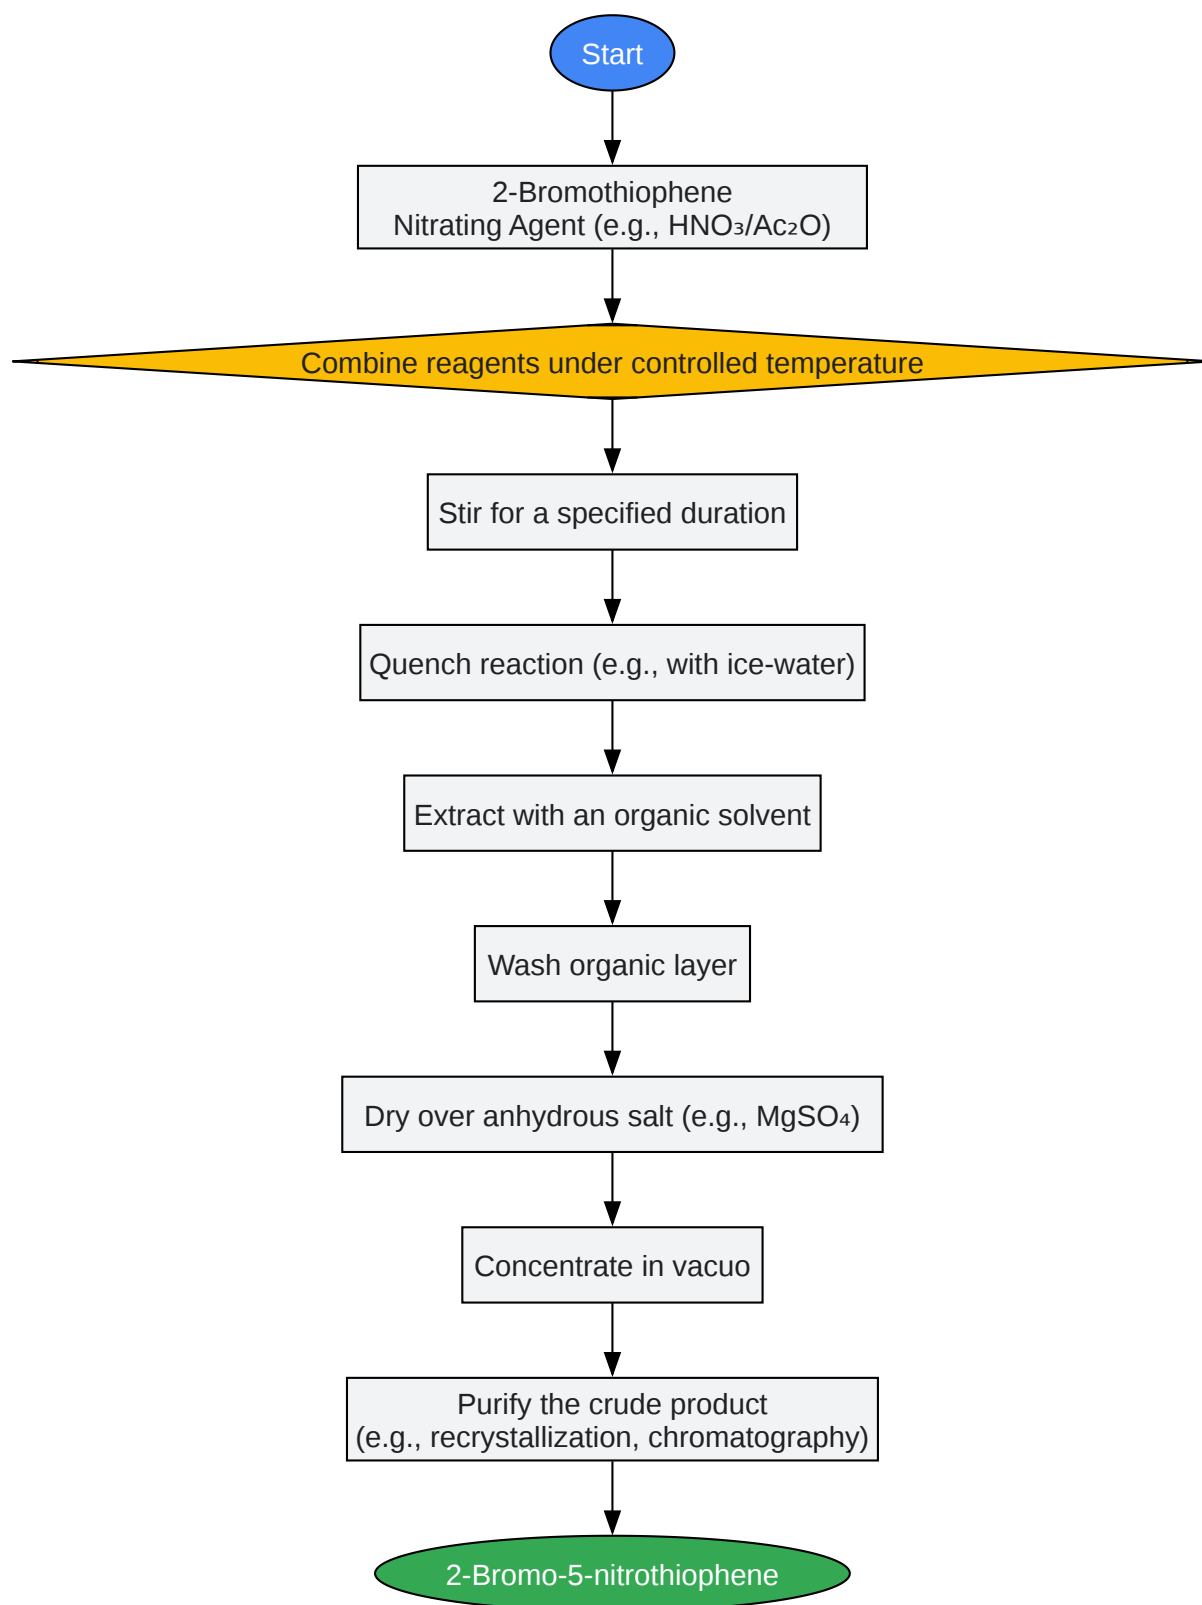 Start
2-Bromothiophene
Nitrating Agent (e.g., HNO₃/Ac₂O)
Combine reagents under controlled temperature
Stir for a specified duration
Quench reaction (e.g., with ice-water)
Extract with an organic solvent
Wash organic layer
Dry over anhydrous salt (e.g., MgSO₄)
Concentrate in vacuo
Purify the crude product
(e.g., recrystallization, chromatography)
2-Bromo-5-nitrothiophene